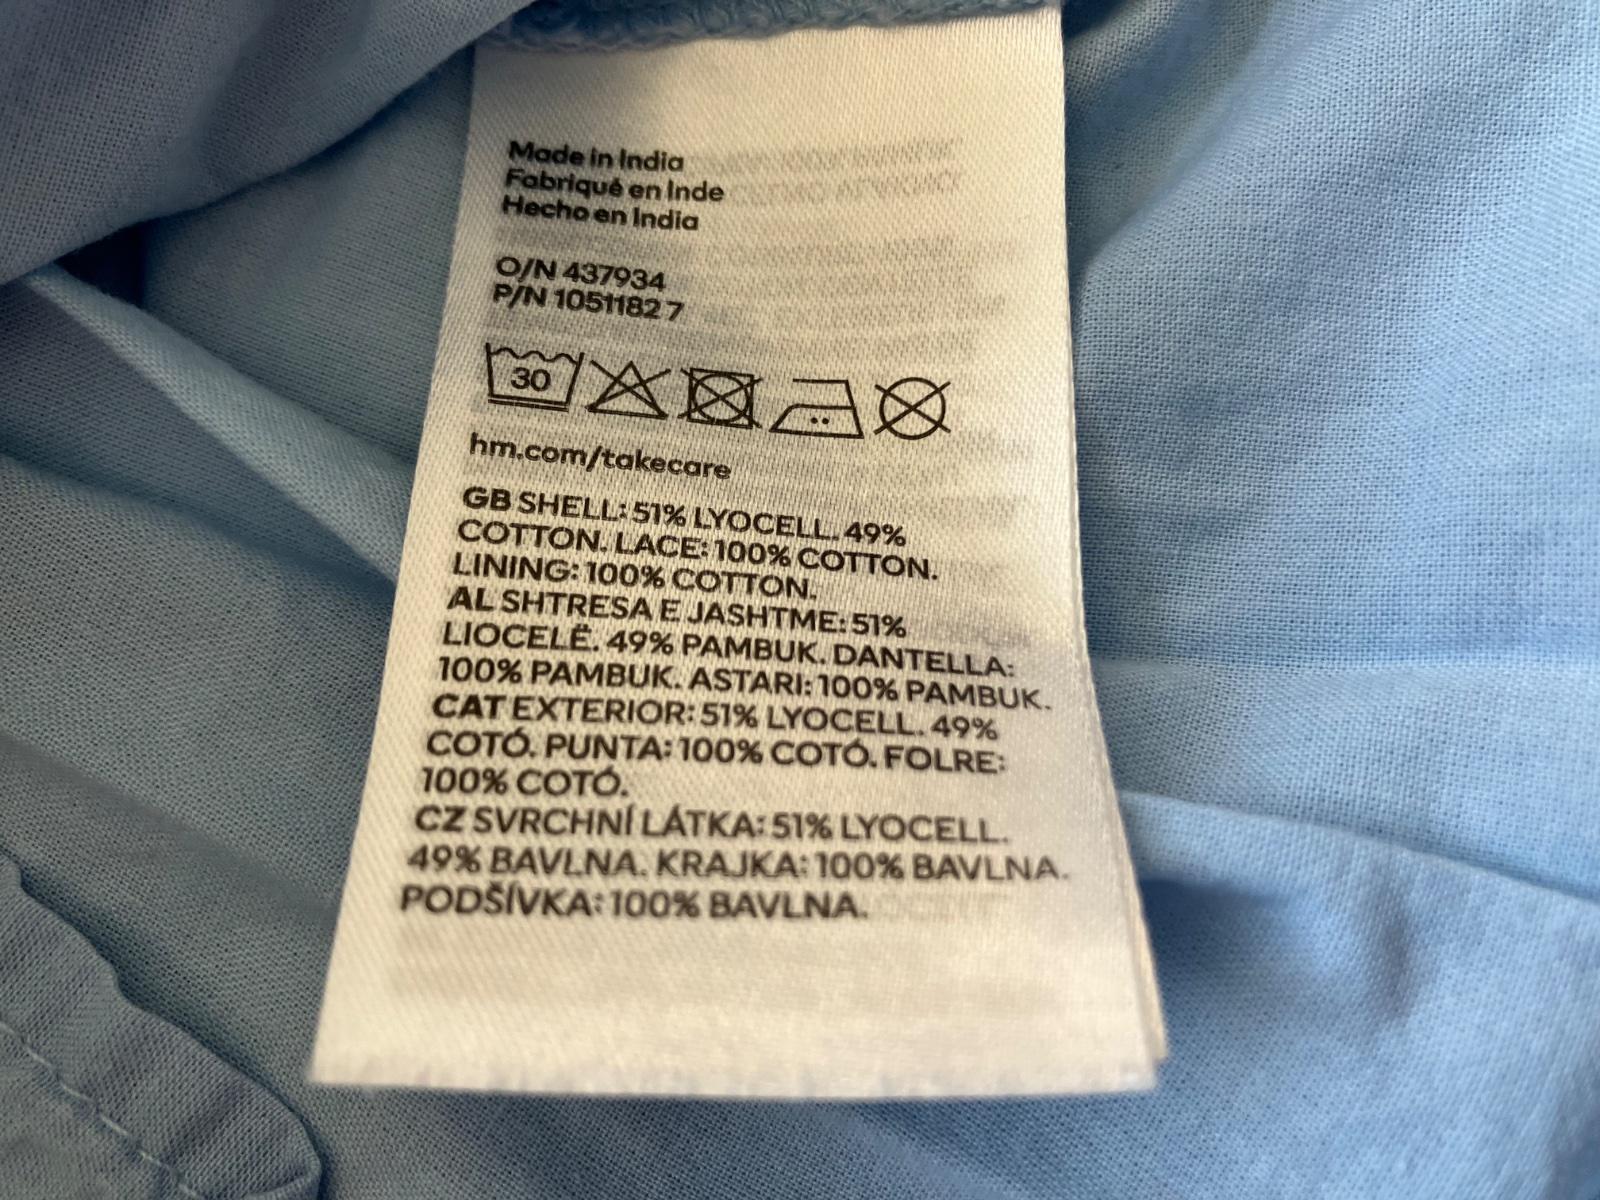 Made in India
Fabriqué en Inde
Hecho en India
O/N 437934
P/N 1051182 7
30
hm.com/takecare
GB SHELL: 51% LYOCELL. 49%
COTTON. LACE: 100% COTTON.
LINING: 100% COTTON.
AL SHTRESA E JASHTME: 51%
LIOCELË. 49% PAMBUK. DANTELLA:
100% PAMBUK. ASTARI: 100% PAMBUK.
CAT EXTERIOR: 51% LYOCELL. 49%
COTÓ. PUNTA: 100% COTÓ. FOLRE:
100% COTÓ.
CZ SVRCHNÍ LÁTKA: 51% LYOCELL.
49% BAVLNA. KRAJKA: 100% BAVLNA.
PODŠÍVKA: 100% BAVLNA.